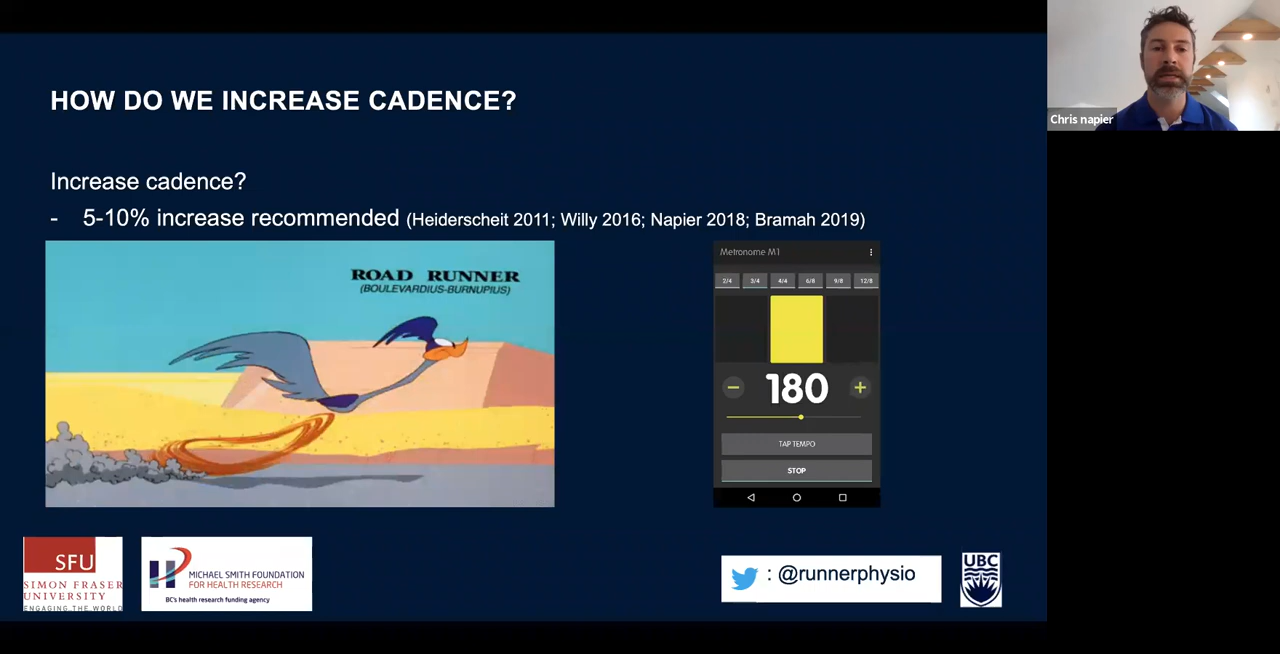 HOW DO WE INCREASE CADENCE?
Chris napier
Increase cadence?
- 5-10% increase recommended (Heiderscheit 2011; Willy 2016; Napier 2018; Bramah 2019)
ROAD RUNNER
(BOULEVARDIUS-BURNUPIUS)
Metronome M1
2/4 3/4 4/4 6/8 9/8 12/8
− 180 +
TAP TEMPO
STOP
SFU
SIMON FRASER
UNIVERSITY
ENGAGING THE WORLD
MICHAEL SMITH FOUNDATION
FOR HEALTH RESEARCH
BC's health research funding agency
: @runnerphysio
UBC